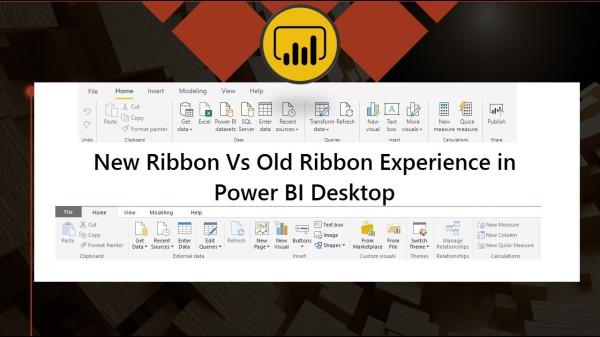 File Home Insert Modeling View Help
Cut
Copy
Format painter
Paste
Get data
Excel
Power BI datasets
SQL Server
Enter data
Recent sources
Transform data
Refresh
New visual
Text box
More visuals
New measure
Quick measure
Publish
Undo Clipboard Data Queries Insert Calculations Share
New Ribbon Vs Old Ribbon Experience in
Power BI Desktop
File Home View Modeling Help
Paste
Cut
Copy
Format Painter
Get Data
Recent Sources
Enter Data
Edit Queries
Refresh
New Page
New Visual
Buttons
Text box
Image
Shapes
From Marketplace
From File
Switch Theme
Manage Relationships
New Measure
New Column
New Quick Measure
Clipboard External data Insert Custom visuals Themes Relationships Calculations